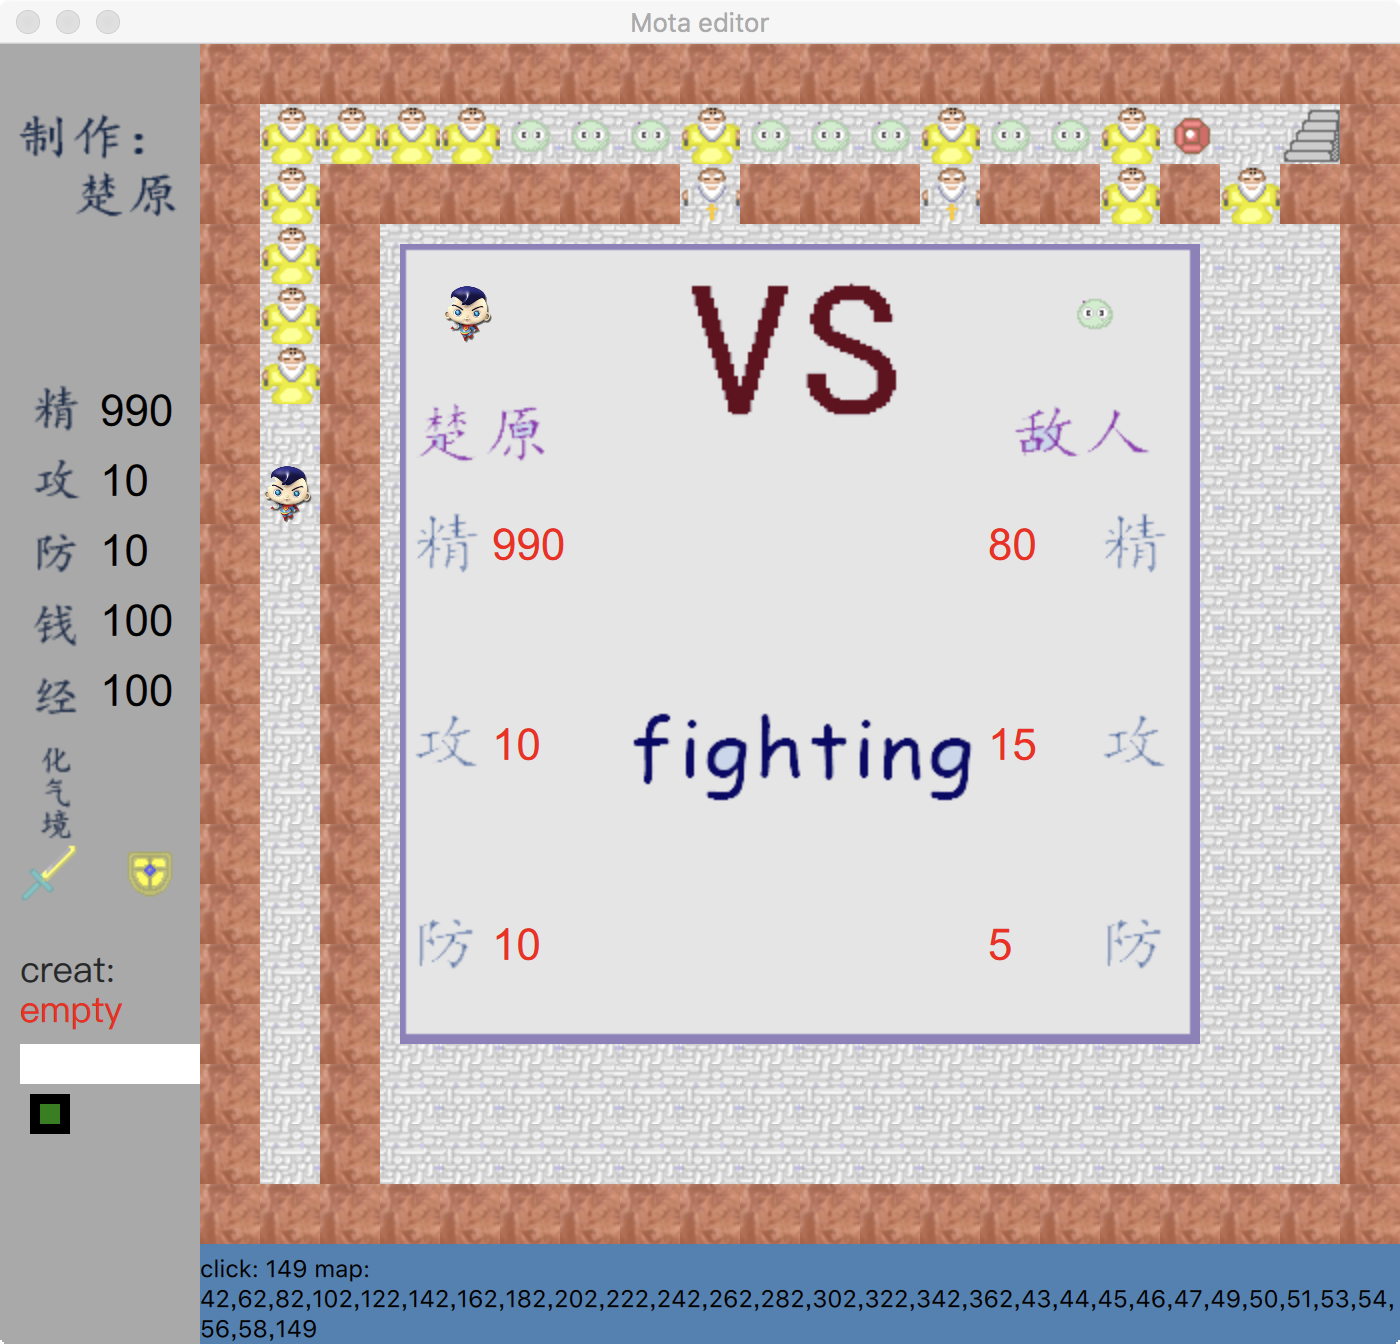 Mota editor
制作:
楚原
精 990
攻 10
防 10
钱 100
经 100
化气境
creat:
empty
VS
楚原 敌人
精 990 80 精
攻 10 fighting 15 攻
防 10 5 防
click: 149 map:
42,62,82,102,122,142,162,182,202,222,242,262,282,302,322,342,362,43,44,45,46,47,49,50,51,53,54,
56,58,149